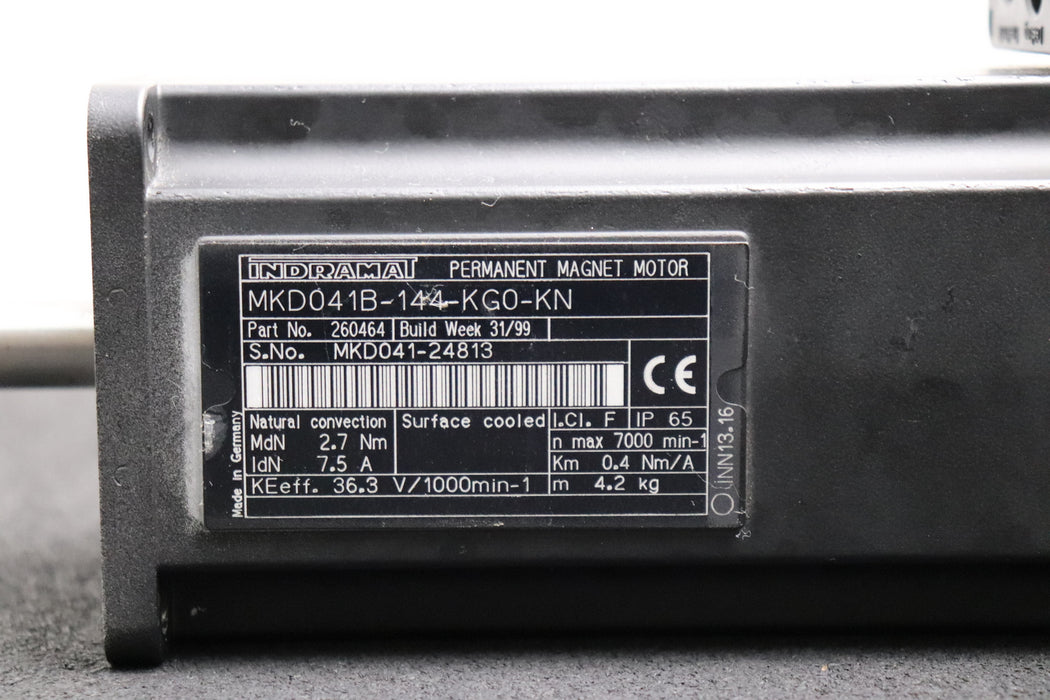 INDRAMAT PERMANENT MAGNET MOTOR
MKD041B-144-KG0-KN
Part No. 260464 Build Week 31/99
S.No. MKD041-24813
CE
Natural convection Surface cooled I.Cl. F IP 65
MdN 2.7 Nm n max 7000 min-1
IdN 7.5 A Km 0.4 Nm/A
KEeff. 36.3 V/1000min-1 m 4.2 kg
Made in Germany
INN13.16